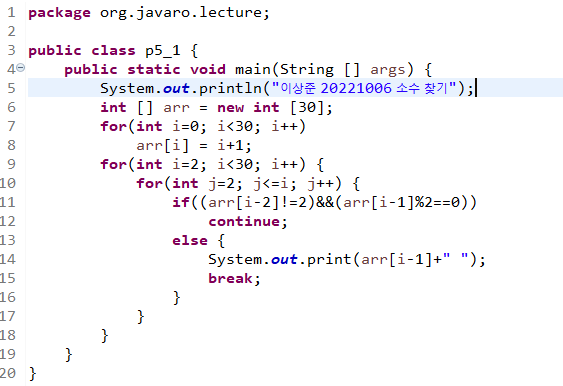 1 package org.javaro.lecture;
2
3 public class p5_1 {
4     public static void main(String [] args) {
5         System.out.println("이상준 20221006 소수 찾기");
6         int [] arr = new int [30];
7         for(int i=0; i<30; i++)
8             arr[i] = i+1;
9         for(int i=2; i<30; i++) {
10             for(int j=2; j<=i; j++) {
11                 if((arr[i-2]!=2)&&(arr[i-1]%2==0))
12                     continue;
13                 else {
14                     System.out.print(arr[i-1]+" ");
15                     break;
16                 }
17             }
18         }
19     }
20 }